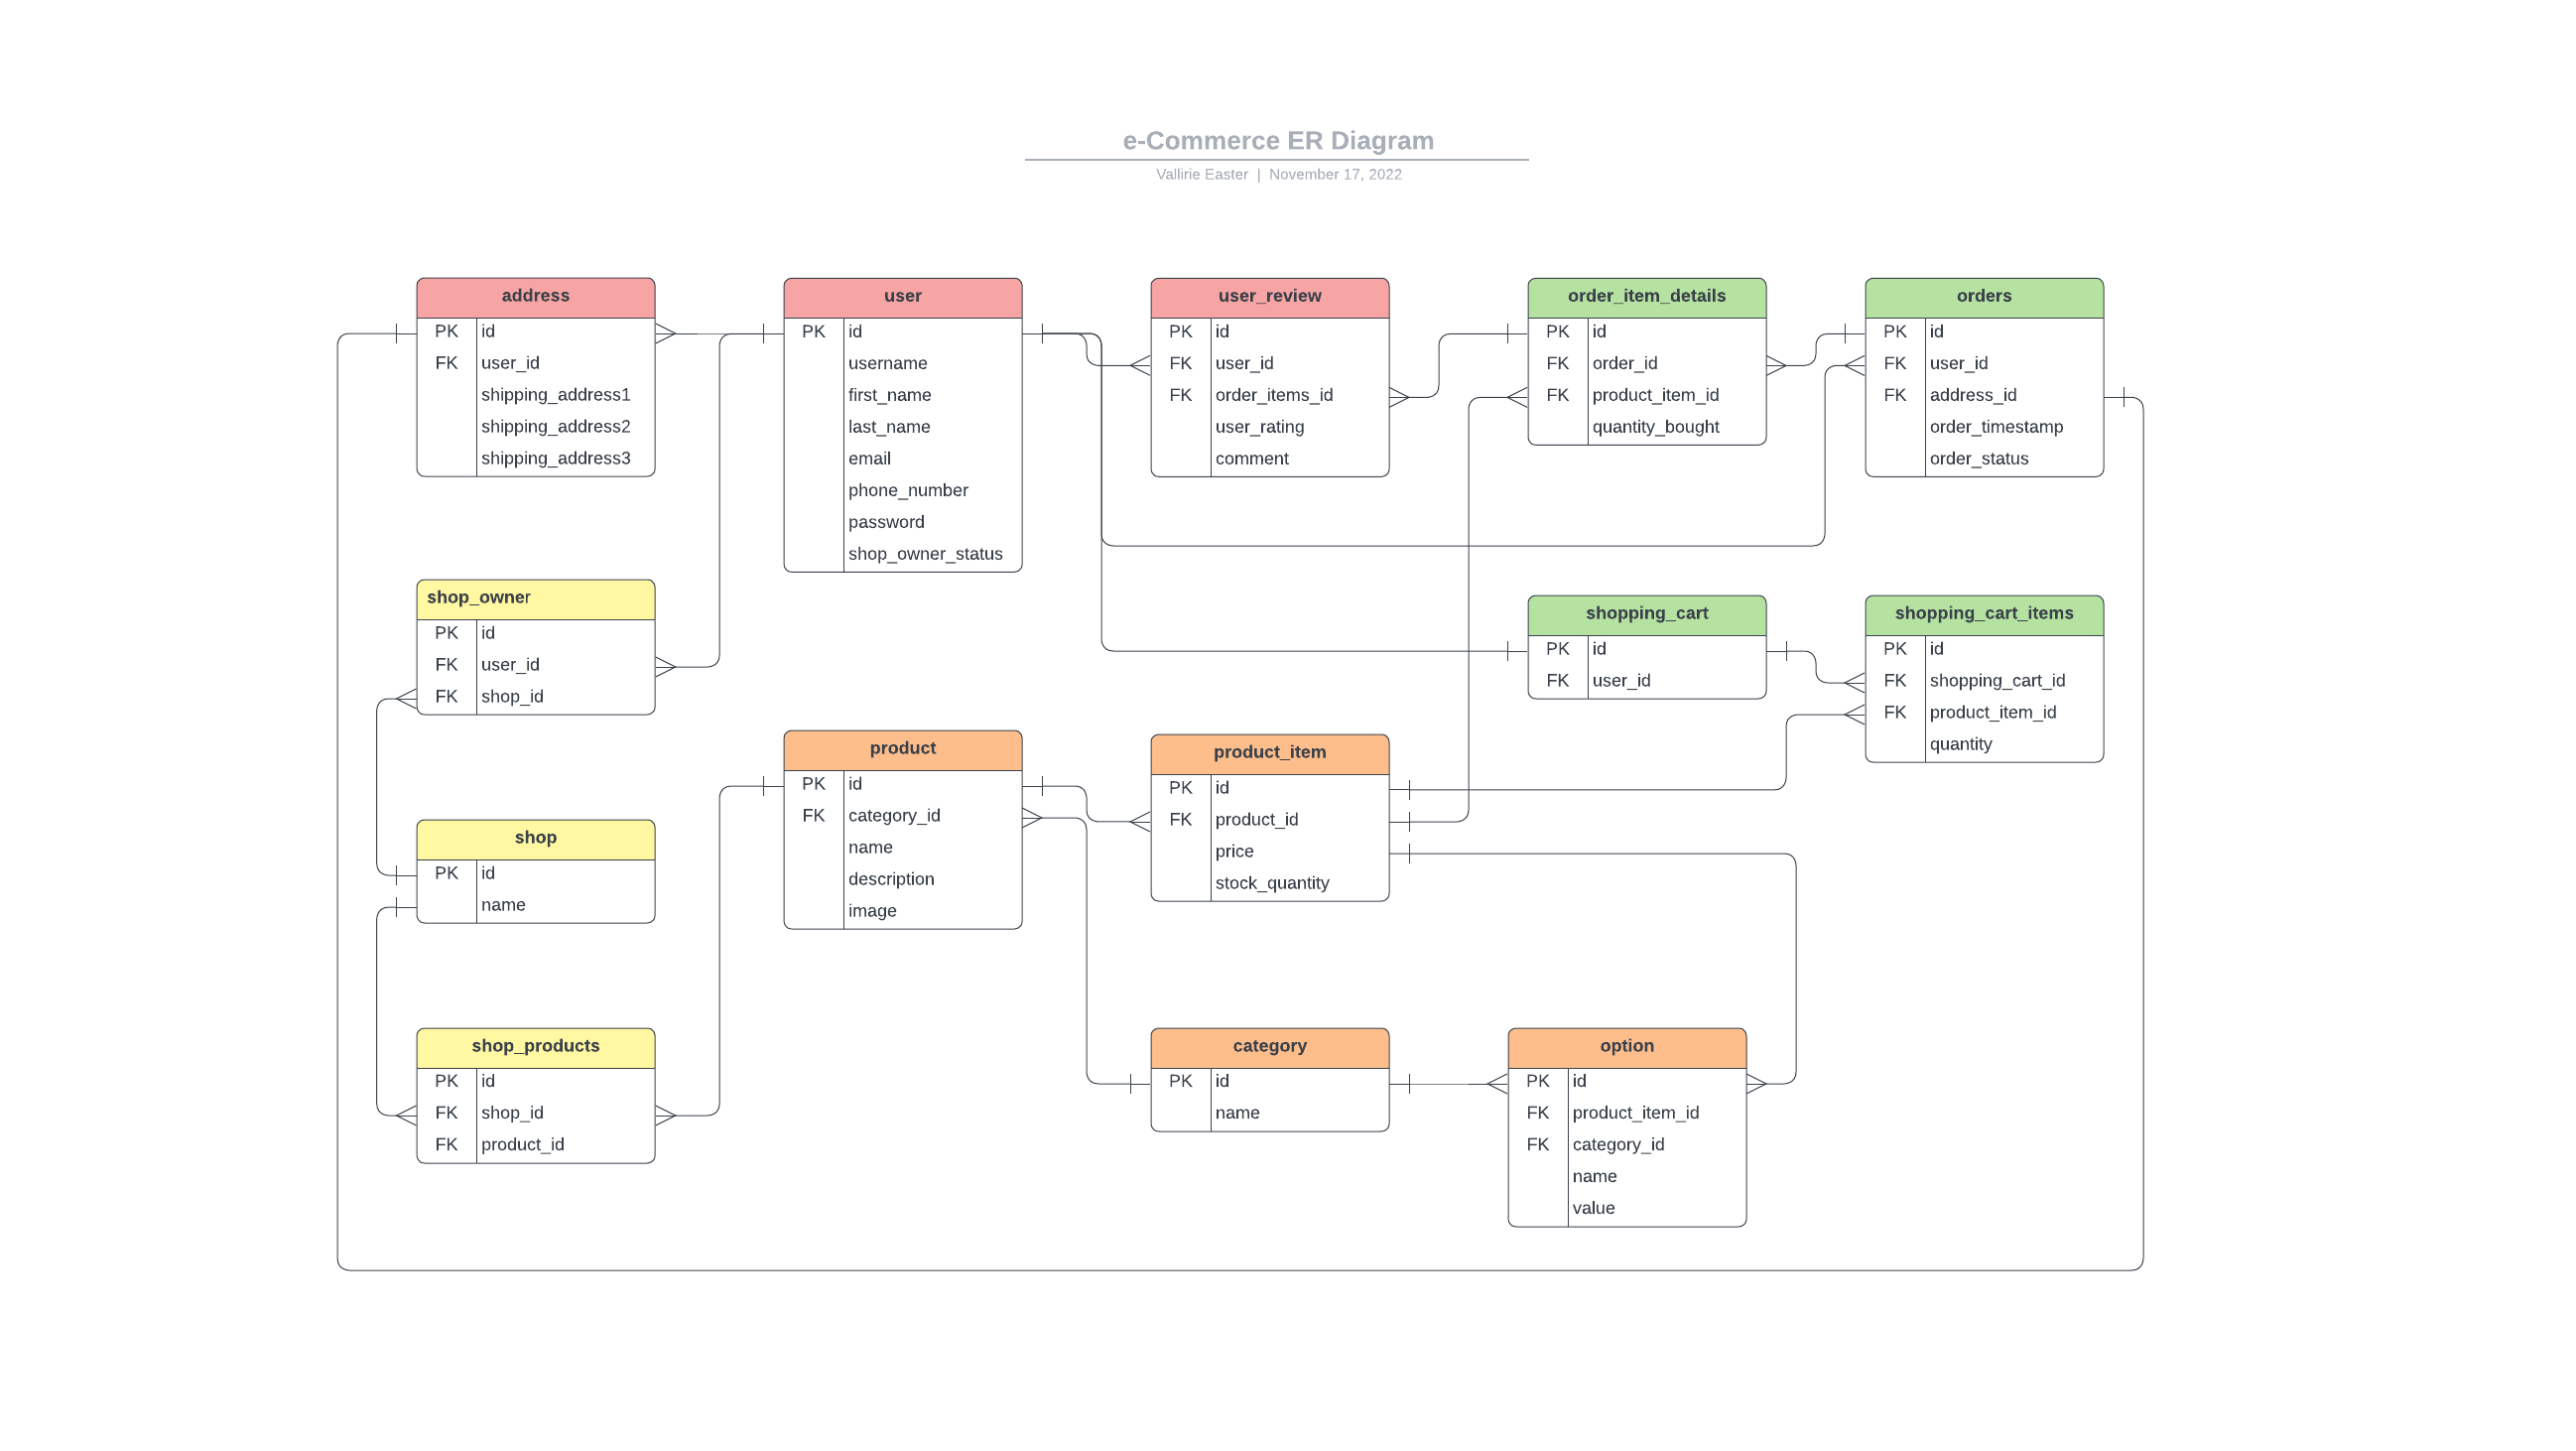 e-Commerce ER Diagram
Vallirie Easter | November 17, 2022
address
PK id
FK user_id
shipping_address1
shipping_address2
shipping_address3
user
PK id
username
first_name
last_name
email
phone_number
password
shop_owner_status
user_review
PK id
FK user_id
FK order_items_id
user_rating
comment
order_item_details
PK id
FK order_id
FK product_item_id
quantity_bought
orders
PK id
FK user_id
FK address_id
order_timestamp
order_status
shop_owner
PK id
FK user_id
FK shop_id
shopping_cart
PK id
FK user_id
shopping_cart_items
PK id
FK shopping_cart_id
FK product_item_id
quantity
product
PK id
FK category_id
name
description
image
product_item
PK id
FK product_id
price
stock_quantity
shop
PK id
name
shop_products
PK id
FK shop_id
FK product_id
category
PK id
name
option
PK id
FK product_item_id
FK category_id
name
value